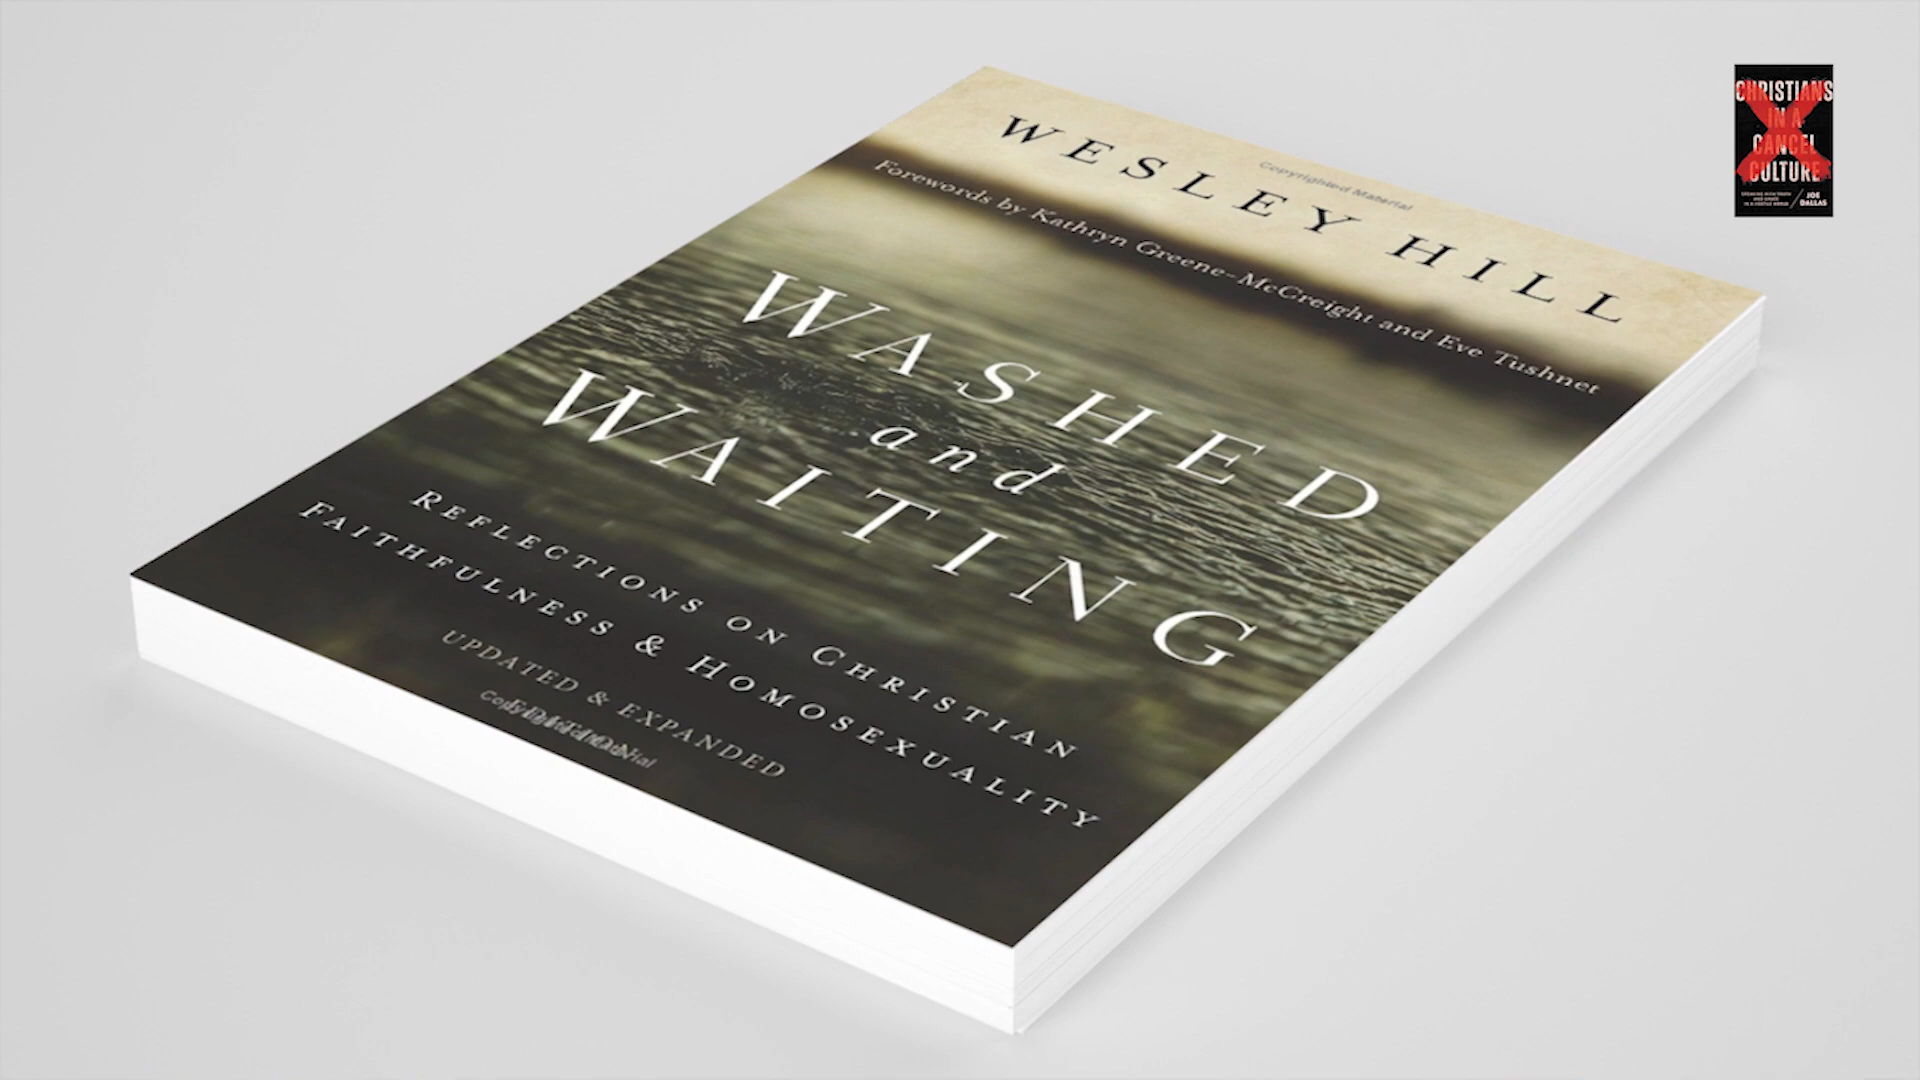 WESLEY HILL
Copyrighted Material
Forewords by Kathryn Greene-McCreight and Eve Tushnet
WASHED
and
WAITING
REFLECTIONS ON CHRISTIAN
FAITHFULNESS & HOMOSEXUALITY
UPDATED & EXPANDED
EDITION
CHRISTIANS
IN A
CANCEL
CULTURE
JOE
DALLAS